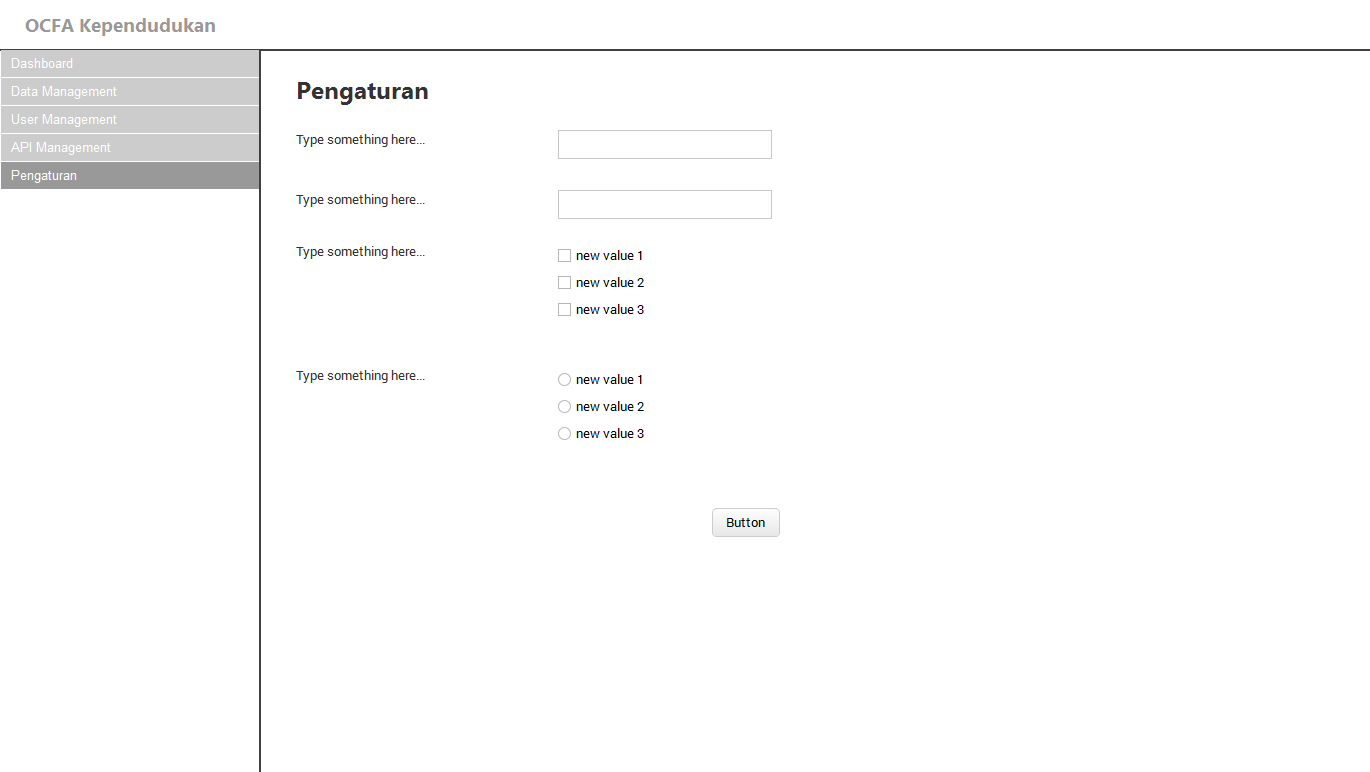 OCFA Kependudukan
Dashboard
Data Management
User Management
API Management
Pengaturan
Pengaturan
Type something here...
Type something here...
Type something here...
new value 1
new value 2
new value 3
Type something here...
new value 1
new value 2
new value 3
Button